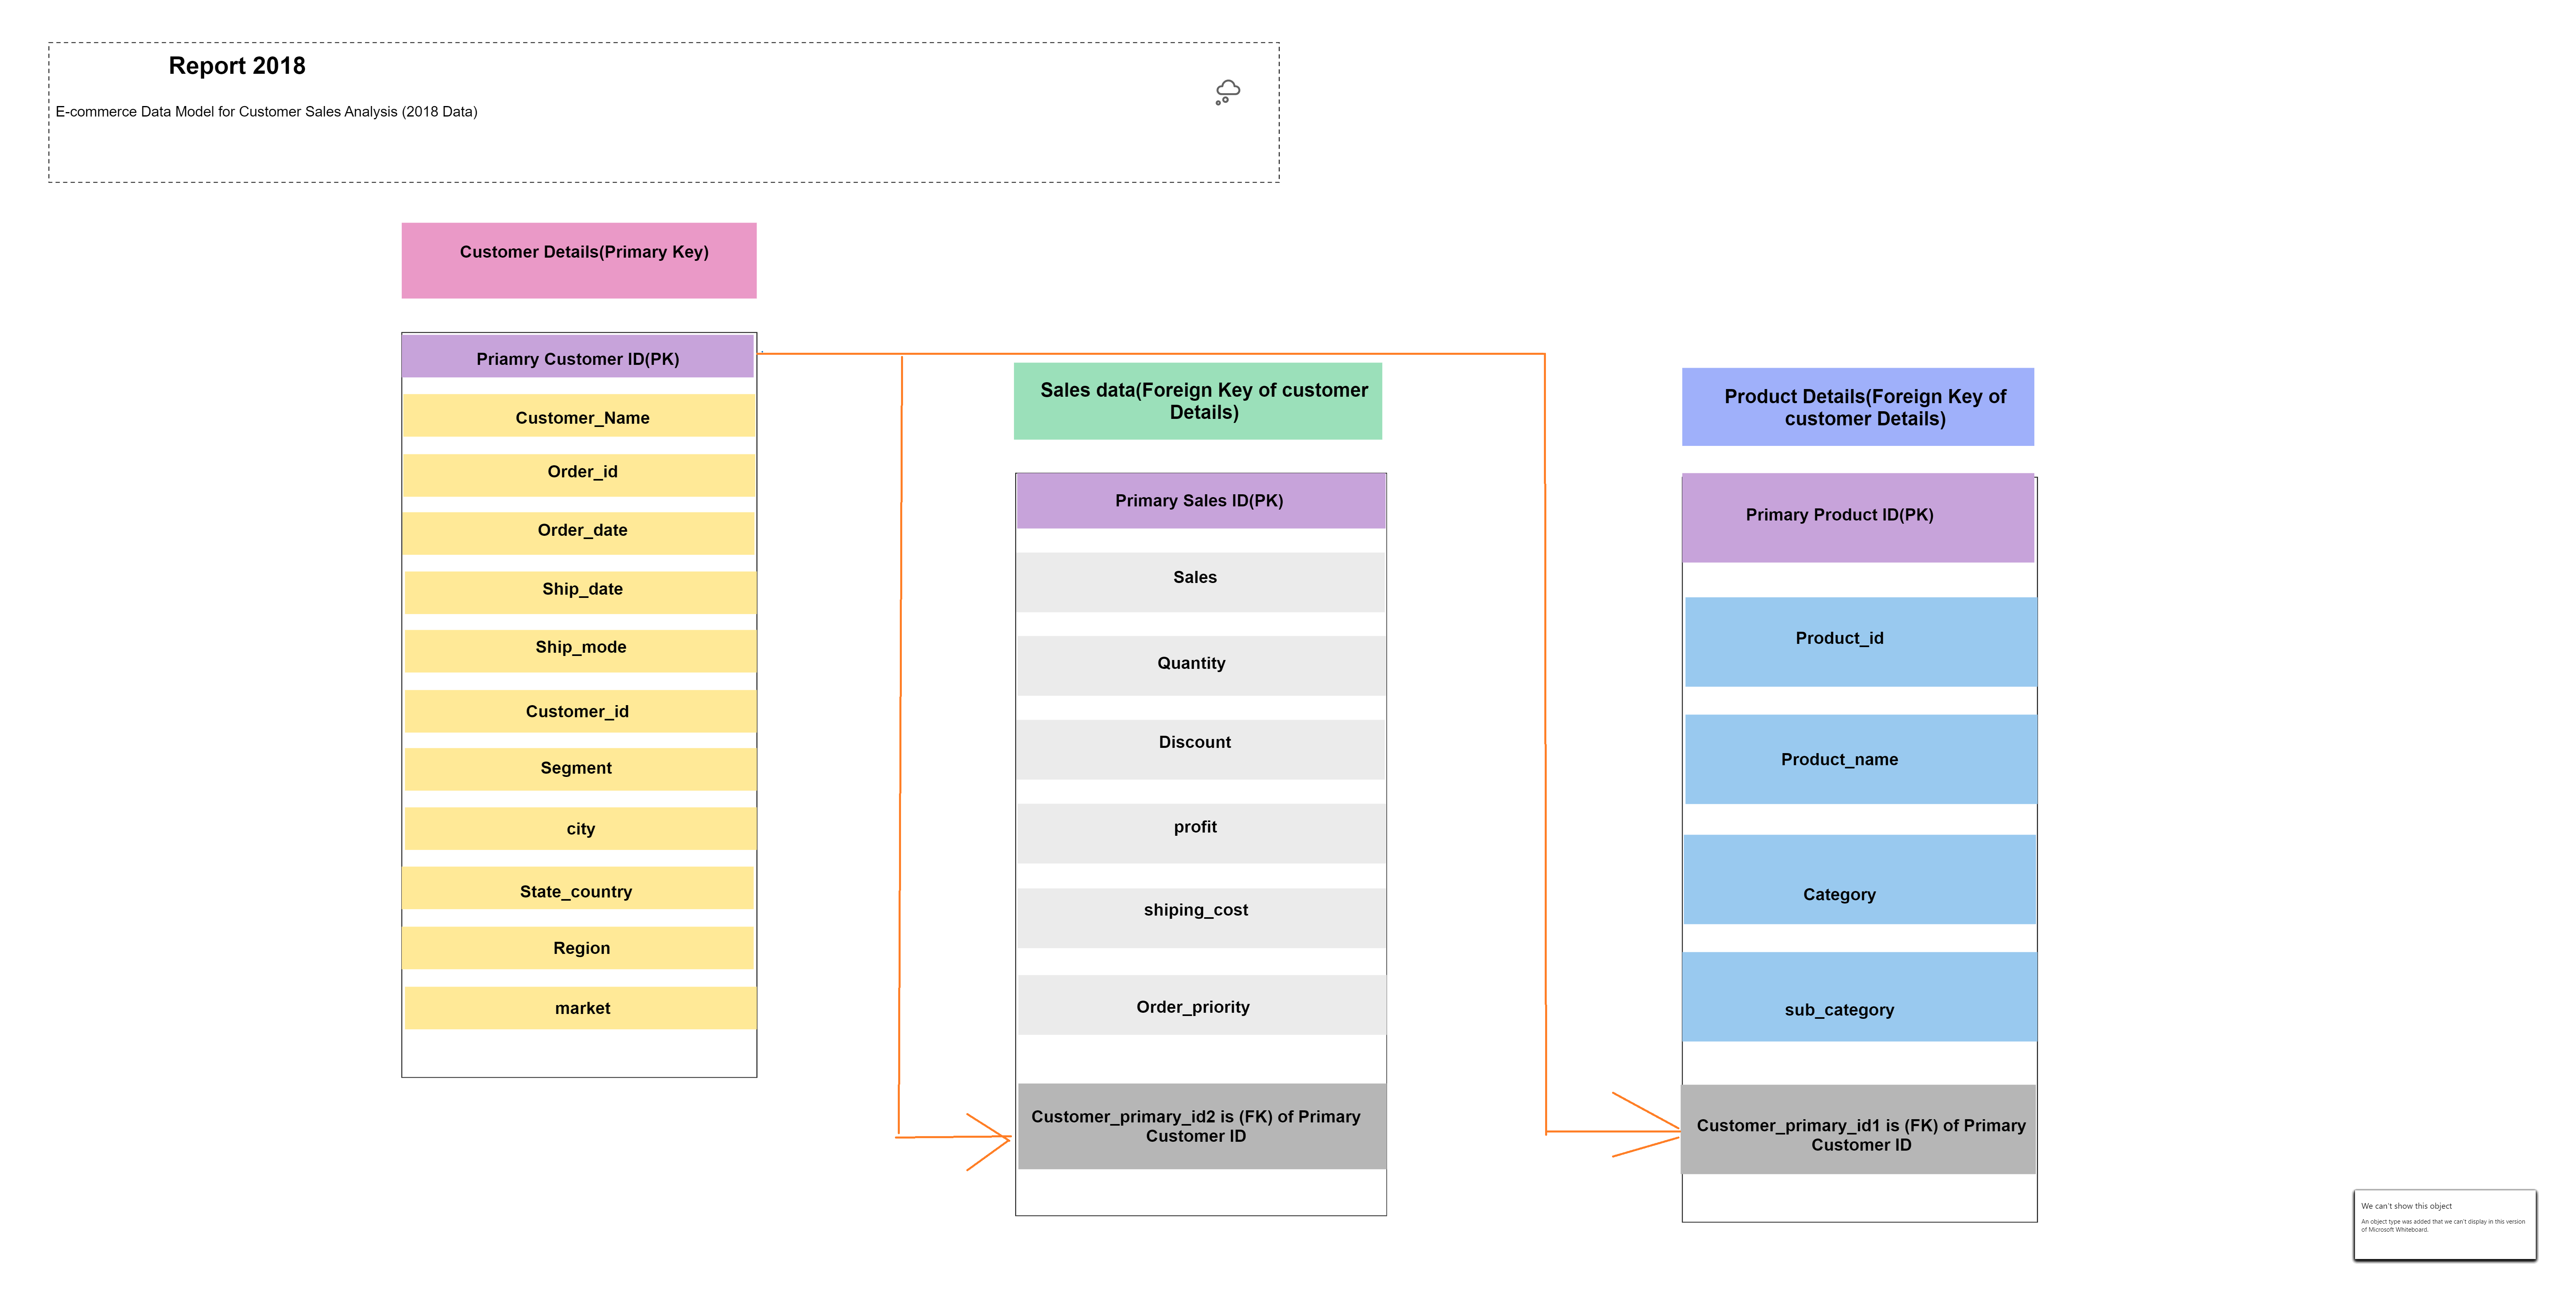 Report 2018
E-commerce Data Model for Customer Sales Analysis (2018 Data)
Customer Details(Primary Key)
Priamry Customer ID(PK)
Customer_Name
Order_id
Order_date
Ship_date
Ship_mode
Customer_id
Segment
city
State_country
Region
market
Sales data(Foreign Key of customer
Details)
Primary Sales ID(PK)
Sales
Quantity
Discount
profit
shiping_cost
Order_priority
Customer_primary_id2 is (FK) of Primary
Customer ID
Product Details(Foreign Key of
customer Details)
Primary Product ID(PK)
Product_id
Product_name
Category
sub_category
Customer_primary_id1 is (FK) of Primary
Customer ID
We can't show this object
An object type was added that we can't display in this version
of Microsoft Whiteboard.